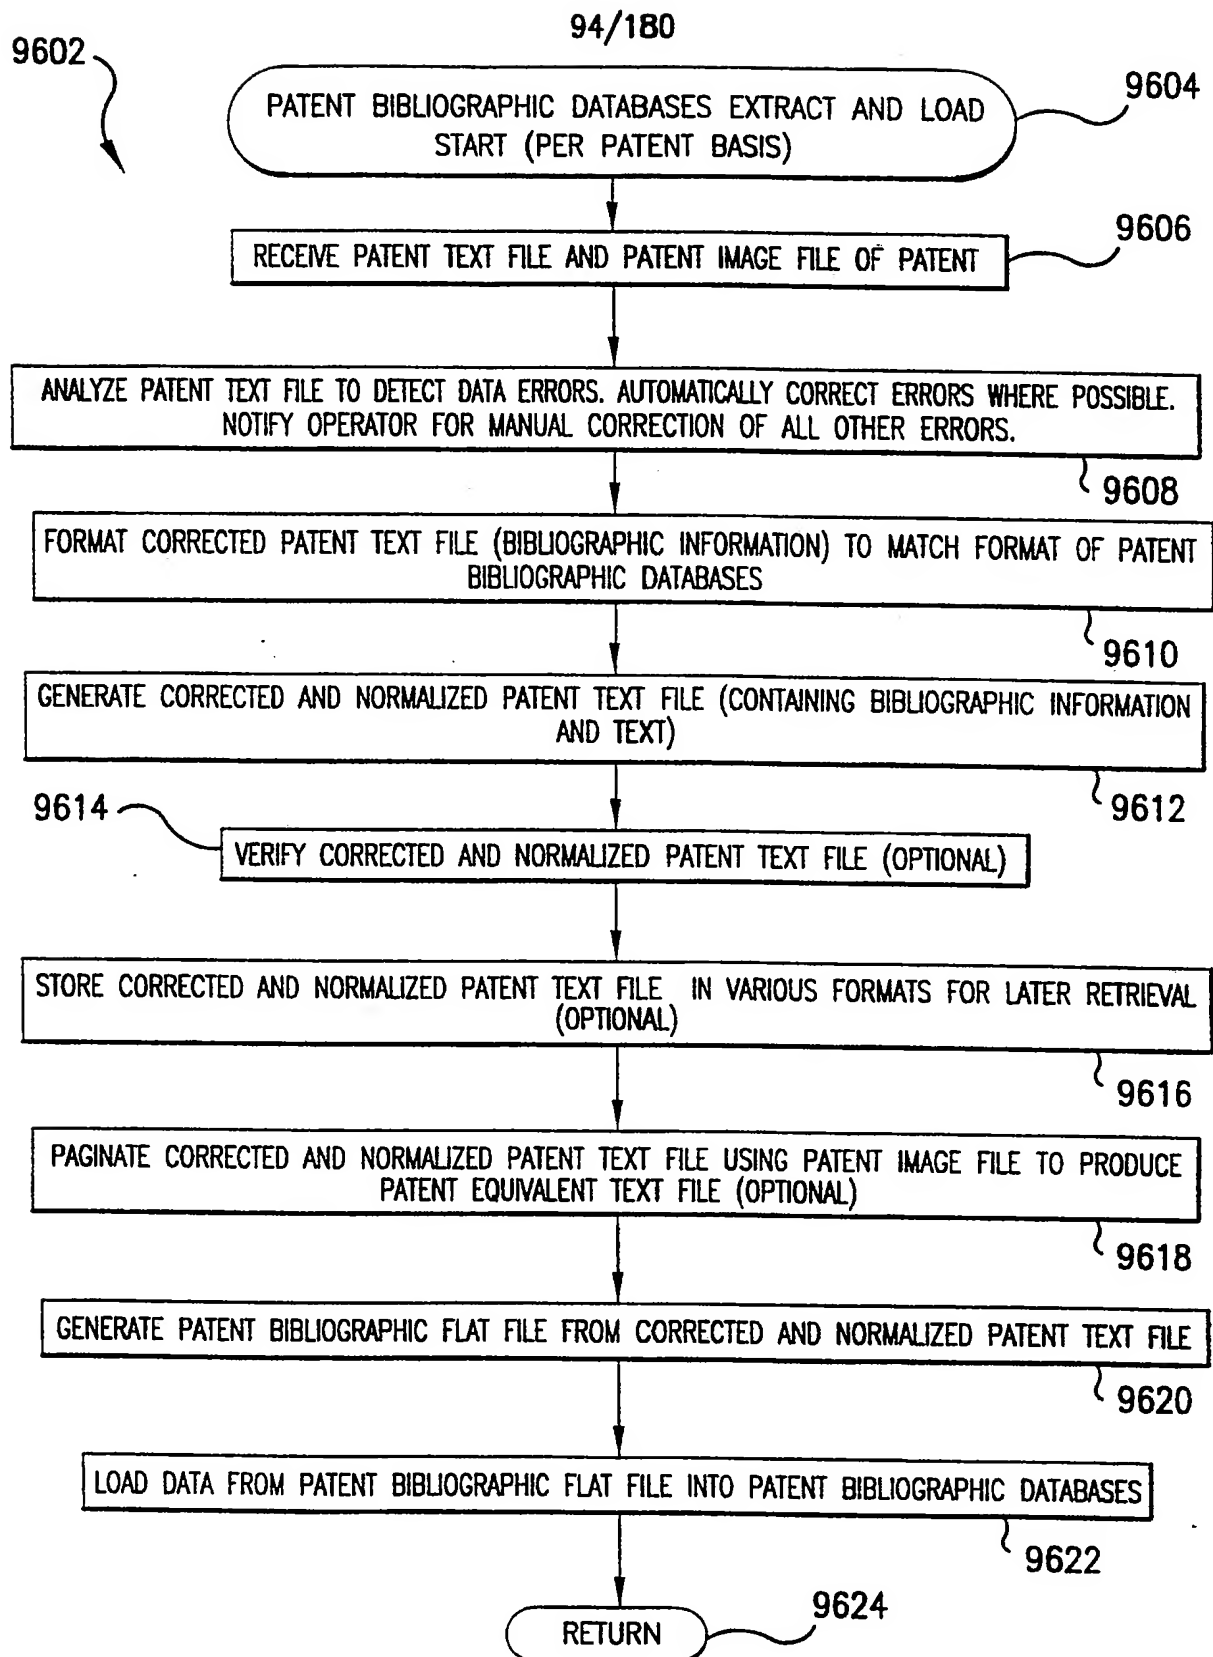 94/180
9602
PATENT BIBLIOGRAPHIC DATABASES EXTRACT AND LOAD
START (PER PATENT BASIS)
9604
RECEIVE PATENT TEXT FILE AND PATENT IMAGE FILE OF PATENT
9606
ANALYZE PATENT TEXT FILE TO DETECT DATA ERRORS. AUTOMATICALLY CORRECT ERRORS WHERE POSSIBLE.
NOTIFY OPERATOR FOR MANUAL CORRECTION OF ALL OTHER ERRORS.
9608
FORMAT CORRECTED PATENT TEXT FILE (BIBLIOGRAPHIC INFORMATION) TO MATCH FORMAT OF PATENT
BIBLIOGRAPHIC DATABASES
9610
GENERATE CORRECTED AND NORMALIZED PATENT TEXT FILE (CONTAINING BIBLIOGRAPHIC INFORMATION
AND TEXT)
9612
9614
VERIFY CORRECTED AND NORMALIZED PATENT TEXT FILE (OPTIONAL)
STORE CORRECTED AND NORMALIZED PATENT TEXT FILE IN VARIOUS FORMATS FOR LATER RETRIEVAL
(OPTIONAL)
9616
PAGINATE CORRECTED AND NORMALIZED PATENT TEXT FILE USING PATENT IMAGE FILE TO PRODUCE
PATENT EQUIVALENT TEXT FILE (OPTIONAL)
9618
GENERATE PATENT BIBLIOGRAPHIC FLAT FILE FROM CORRECTED AND NORMALIZED PATENT TEXT FILE
9620
LOAD DATA FROM PATENT BIBLIOGRAPHIC FLAT FILE INTO PATENT BIBLIOGRAPHIC DATABASES
9622
RETURN
9624